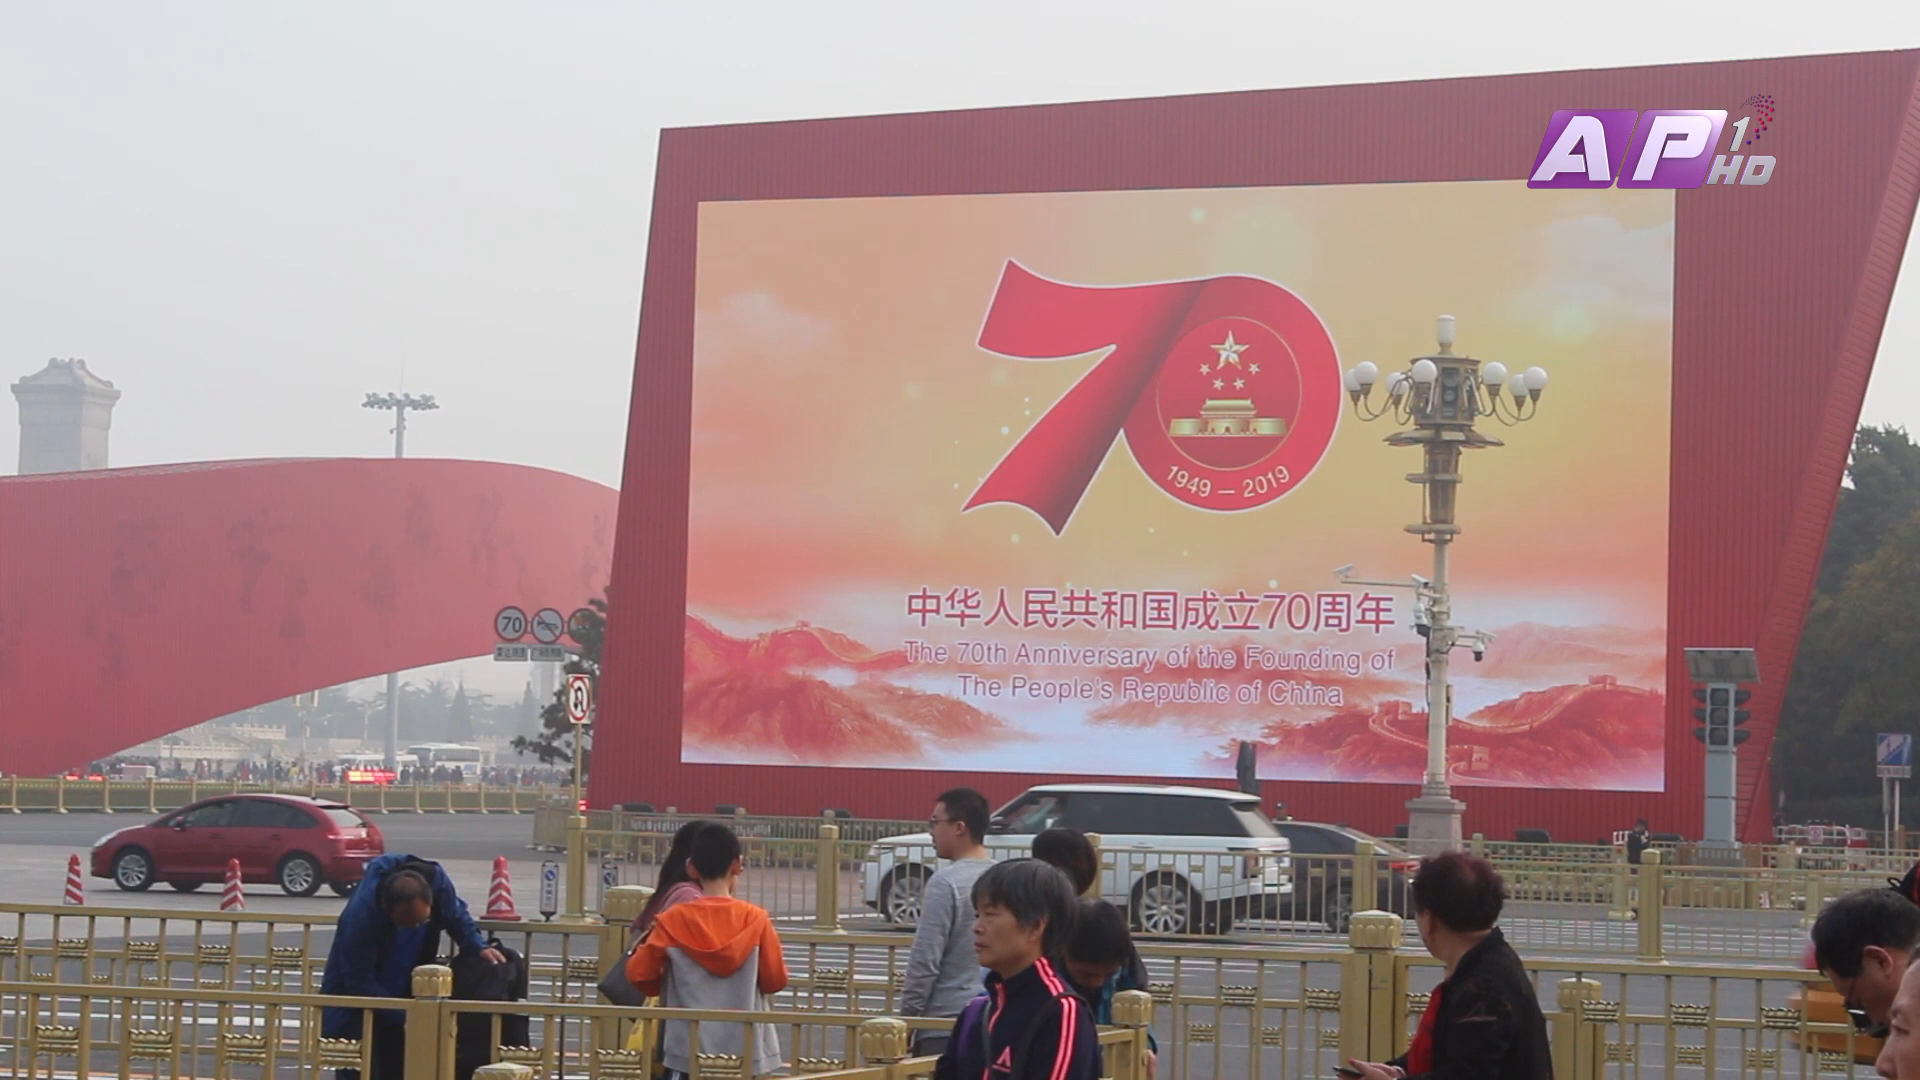 AP1 HD
1949 — 2019
中华人民共和国成立70周年
The 70th Anniversary of the Founding of
The People's Republic of China
70